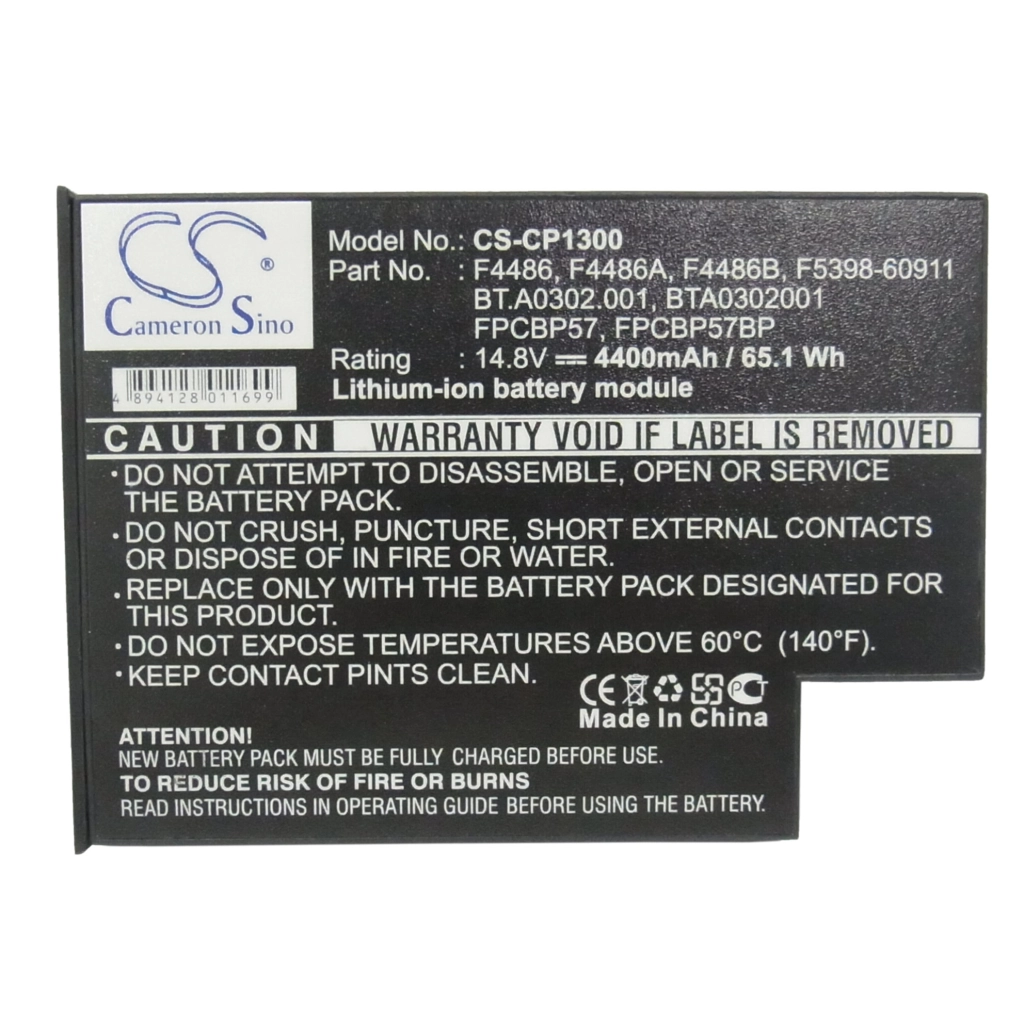 CS®
Cameron Sino
Model No.: CS-CP1300
Part No. : F4486, F4486A, F4486B, F5398-60911
BT.A0302.001, BTA0302001
FPCBP57, FPCBP57BP
Rating : 14.8V ⎓ 4400mAh / 65.1 Wh
Lithium-ion battery module
4 894128 011699
CAUTION WARRANTY VOID IF LABEL IS REMOVED
·DO NOT ATTEMPT TO DISASSEMBLE, OPEN OR SERVICE
THE BATTERY PACK.
·DO NOT CRUSH, PUNCTURE, SHORT EXTERNAL CONTACTS
OR DISPOSE OF IN FIRE OR WATER.
·REPLACE ONLY WITH THE BATTERY PACK DESIGNATED FOR
THIS PRODUCT.
·DO NOT EXPOSE TEMPERATURES ABOVE 60°C (140°F).
·KEEP CONTACT PINTS CLEAN.
CE PCT
Made In China
ATTENTION!
NEW BATTERY PACK MUST BE FULLY CHARGED BEFORE USE.
TO REDUCE RISK OF FIRE OR BURNS
READ INSTRUCTIONS IN OPERATING GUIDE BEFORE USING THE BATTERY.